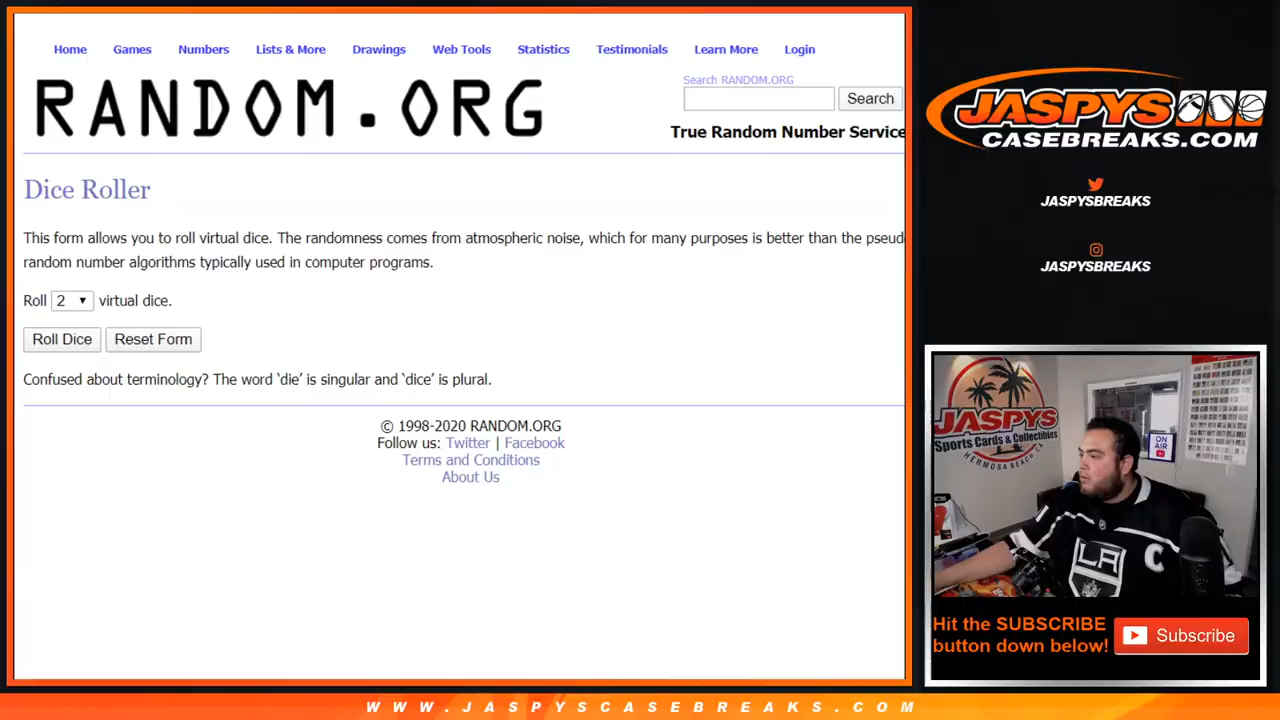 Home Games Numbers Lists & More Drawings Web Tools Statistics Testimonials Learn More Login
RANDOM.ORG
Search RANDOM.ORG
Search
True Random Number Service
Dice Roller
This form allows you to roll virtual dice. The randomness comes from atmospheric noise, which for many purposes is better than the pseud
random number algorithms typically used in computer programs.
Roll 2 virtual dice.
Roll Dice Reset Form
Confused about terminology? The word ‘die’ is singular and ‘dice’ is plural.
© 1998-2020 RANDOM.ORG
Follow us: Twitter | Facebook
Terms and Conditions
About Us
JASPYS
CASEBREAKS.COM
JASPYSBREAKS
JASPYSBREAKS
JASPYS
Sports Cards & Collectibles
HERMOSA BEACH CA
ON
AIR
LA
C
Hit the SUBSCRIBE
button down below!
Subscribe
WWW.JASPYSCASEBREAKS.COM